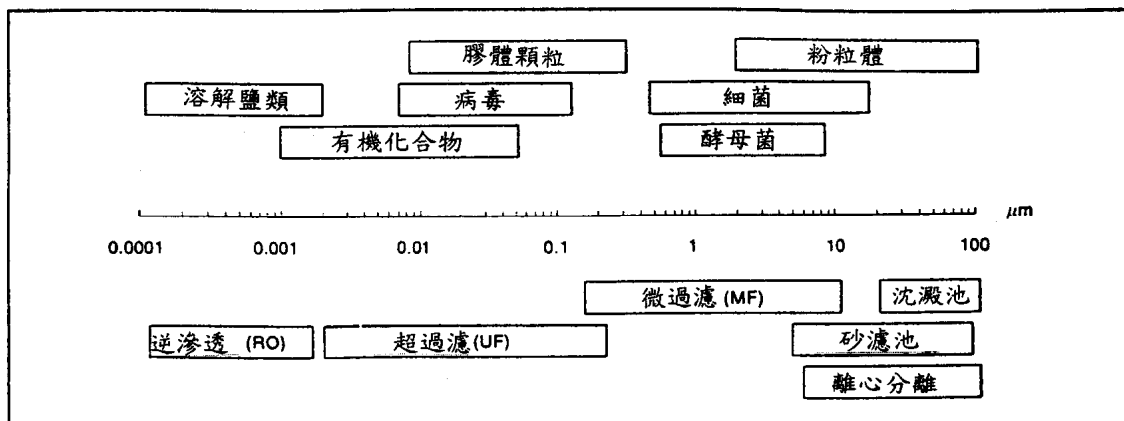 膠體顆粒 粉粒體
溶解鹽類 病毒 細菌
有機化合物 酵母菌
μm
0.0001 0.001 0.01 0.1 1 10 100
微過濾 (MF) 沈澱池
逆滲透 (RO) 超過濾(UF) 砂濾池
離心分離